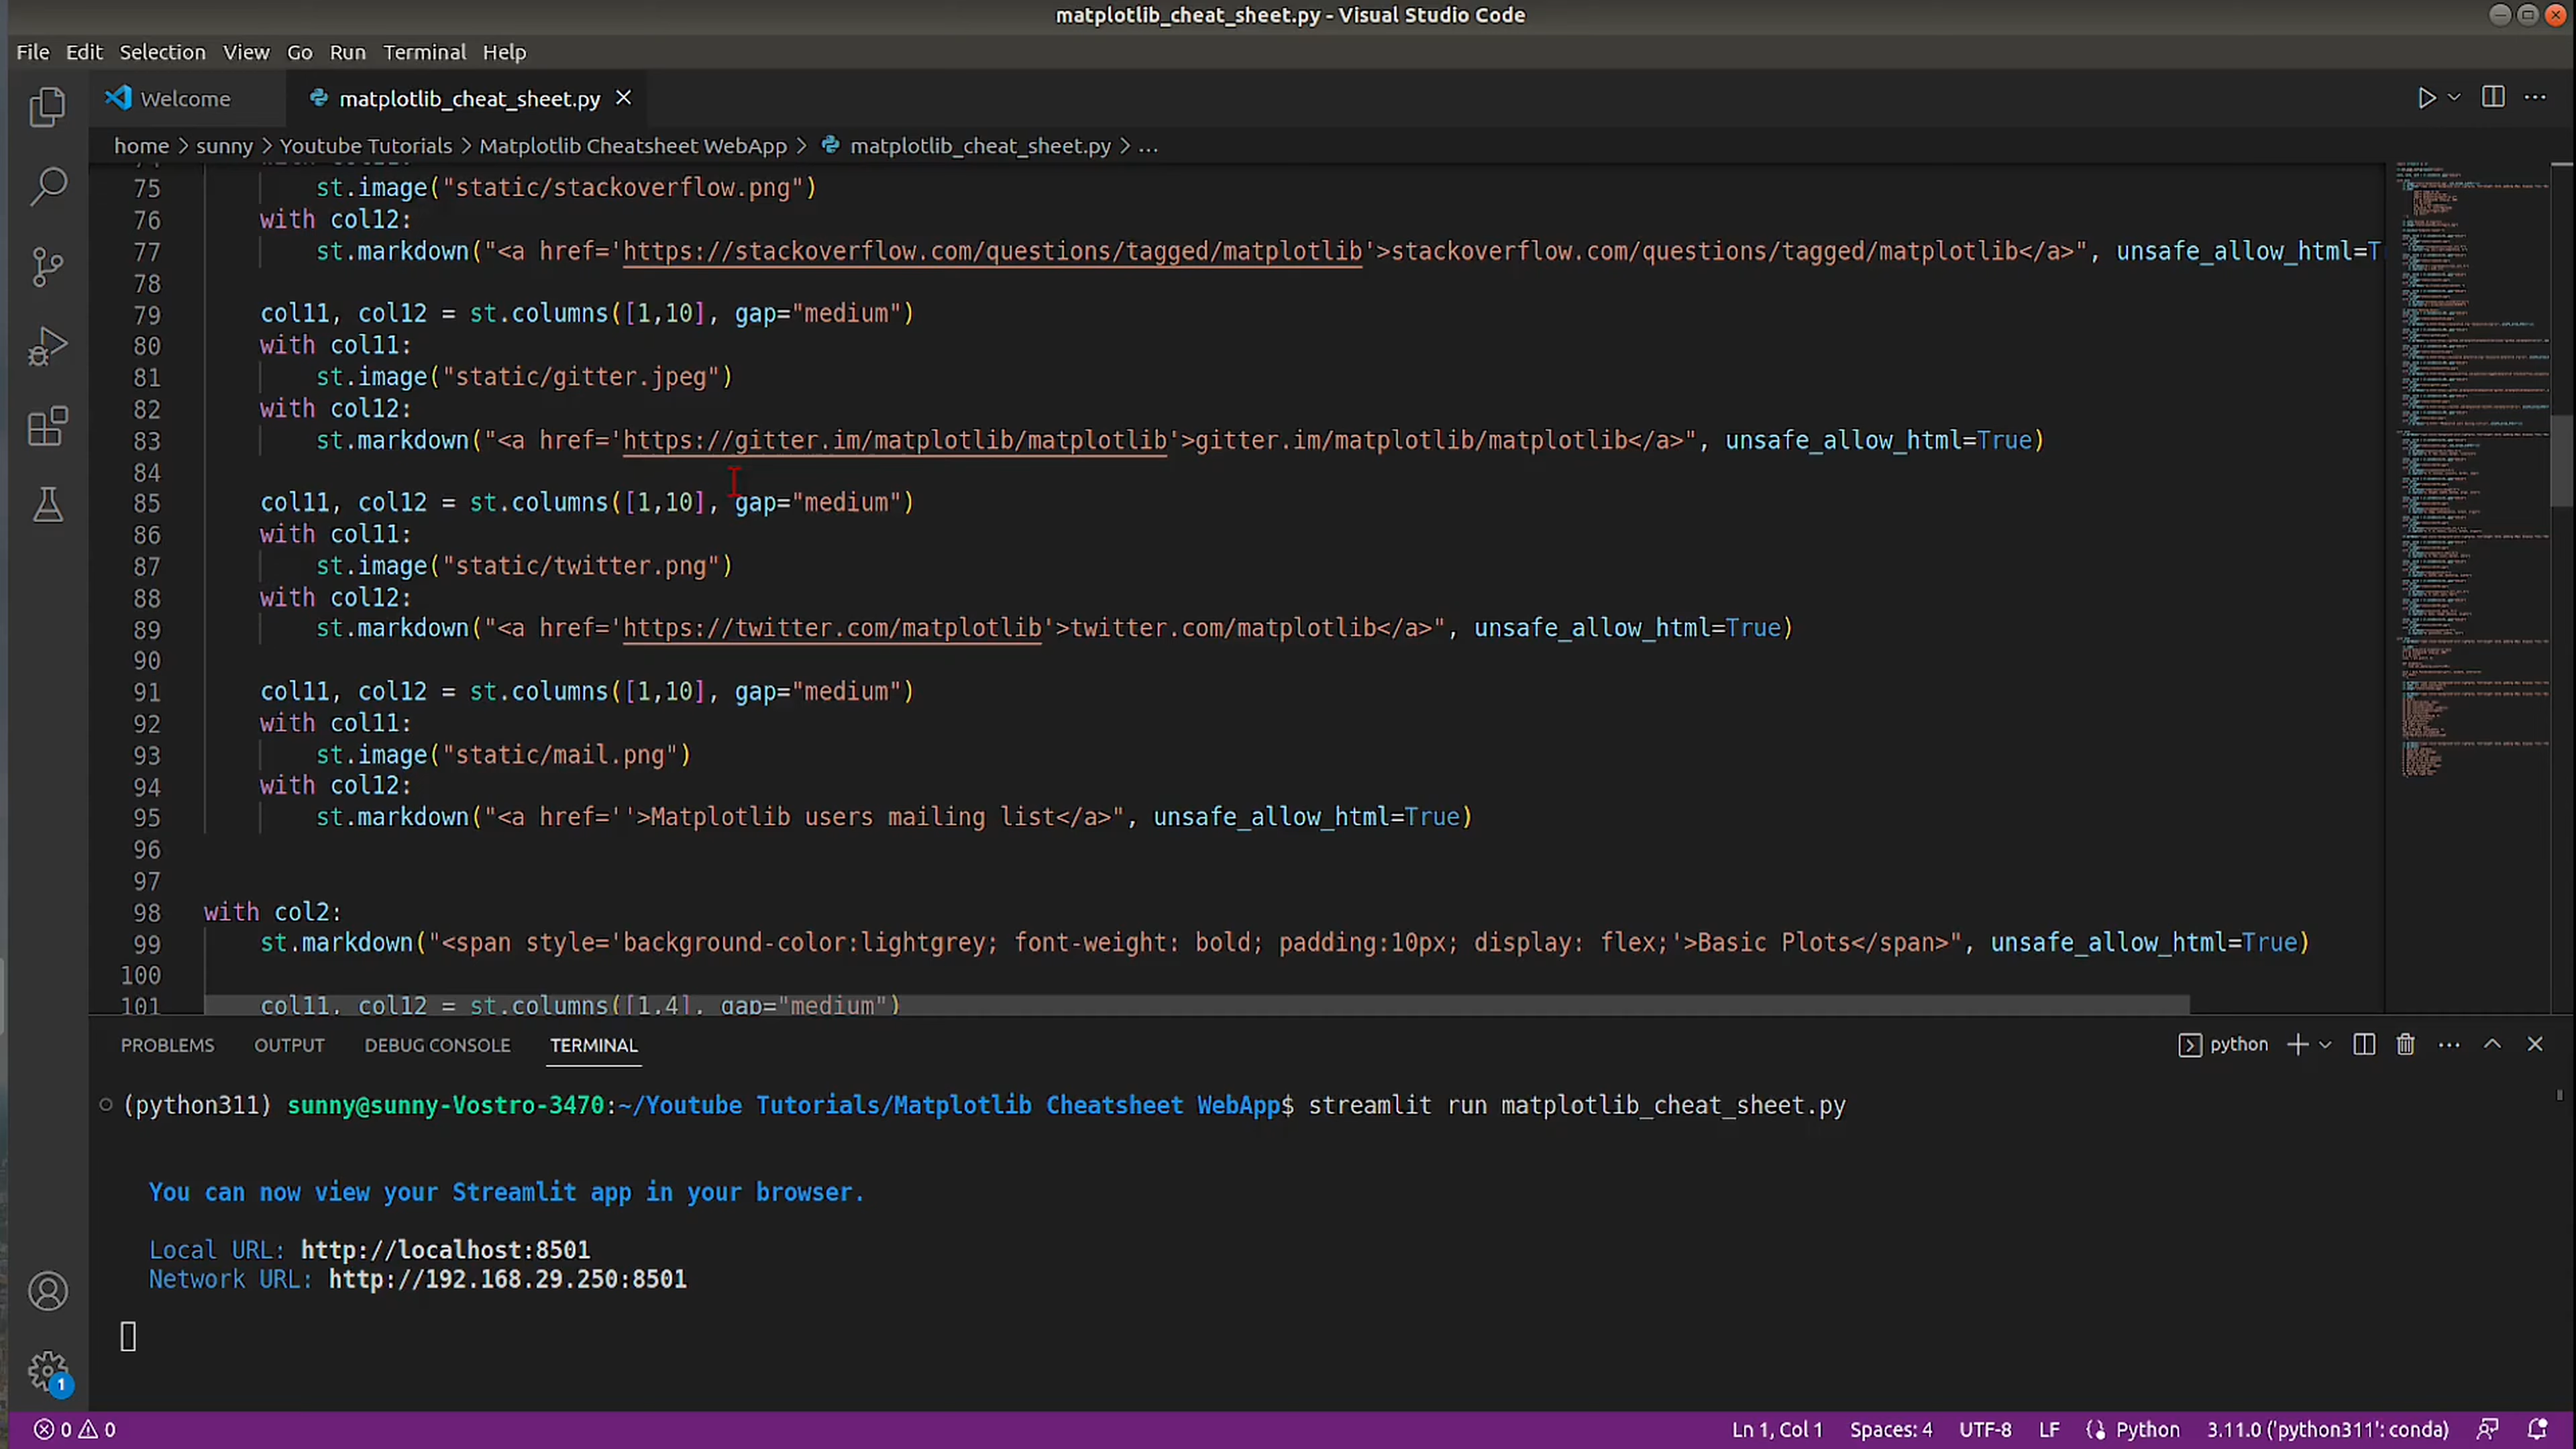 matplotlib_cheat_sheet.py - Visual Studio Code
File Edit Selection View Go Run Terminal Help
Welcome matplotlib_cheat_sheet.py
home > sunny > Youtube Tutorials > Matplotlib Cheatsheet WebApp > matplotlib_cheat_sheet.py > ...
75 st.image("static/stackoverflow.png")
76 with col12:
77 st.markdown("<a href='https://stackoverflow.com/questions/tagged/matplotlib'>stackoverflow.com/questions/tagged/matplotlib</a>", unsafe_allow_html=T
78
79 col11, col12 = st.columns([1,10], gap="medium")
80 with col11:
81 st.image("static/gitter.jpeg")
82 with col12:
83 st.markdown("<a href='https://gitter.im/matplotlib/matplotlib'>gitter.im/matplotlib/matplotlib</a>", unsafe_allow_html=True)
84
85 col11, col12 = st.columns([1,10], gap="medium")
86 with col11:
87 st.image("static/twitter.png")
88 with col12:
89 st.markdown("<a href='https://twitter.com/matplotlib'>twitter.com/matplotlib</a>", unsafe_allow_html=True)
90
91 col11, col12 = st.columns([1,10], gap="medium")
92 with col11:
93 st.image("static/mail.png")
94 with col12:
95 st.markdown("<a href=''>Matplotlib users mailing list</a>", unsafe_allow_html=True)
96
97
98 with col2:
99 st.markdown("<span style='background-color:lightgrey; font-weight: bold; padding:10px; display: flex;'>Basic Plots</span>", unsafe_allow_html=True)
100
101 col11, col12 = st.columns([1,4], gap="medium")
PROBLEMS OUTPUT DEBUG CONSOLE TERMINAL python
(python311) sunny@sunny-Vostro-3470:~/Youtube Tutorials/Matplotlib Cheatsheet WebApp$ streamlit run matplotlib_cheat_sheet.py
You can now view your Streamlit app in your browser.
Local URL: http://localhost:8501
Network URL: http://192.168.29.250:8501
1
0 0 Ln 1, Col 1 Spaces: 4 UTF-8 LF Python 3.11.0 ('python311': conda)